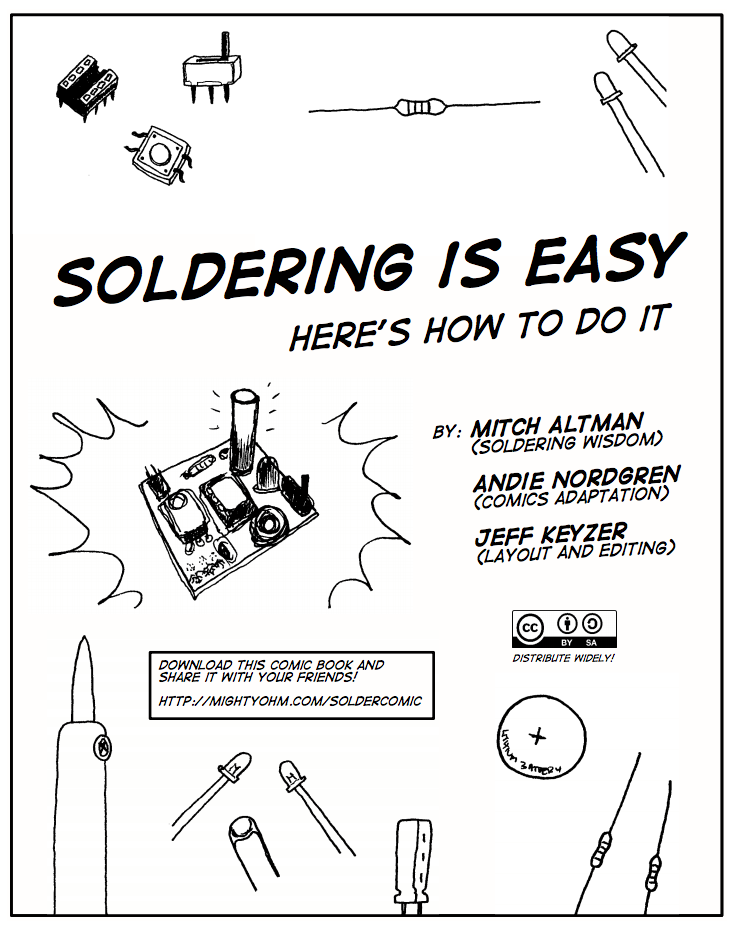 SOLDERING IS EASY
HERE'S HOW TO DO IT
BY: MITCH ALTMAN
(SOLDERING WISDOM)
ANDIE NORDGREN
(COMICS ADAPTATION)
JEFF KEYZER
(LAYOUT AND EDITING)
CC
BY SA
DISTRIBUTE WIDELY!
DOWNLOAD THIS COMIC BOOK AND
SHARE IT WITH YOUR FRIENDS!
HTTP://MIGHTYOHM.COM/SOLDERCOMIC
+